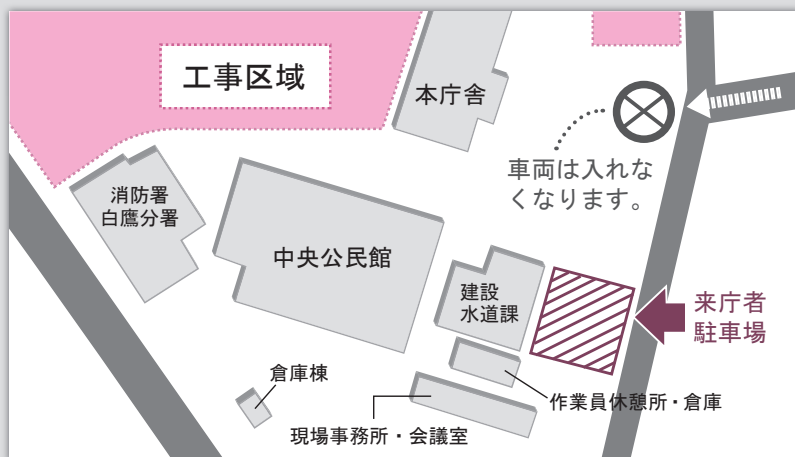 工事区域
本庁舎
車両は入れな
くなります。
消防署
白鷹分署
中央公民館
建設
水道課
来庁者
駐車場
倉庫棟
作業員休憩所・倉庫
現場事務所・会議室